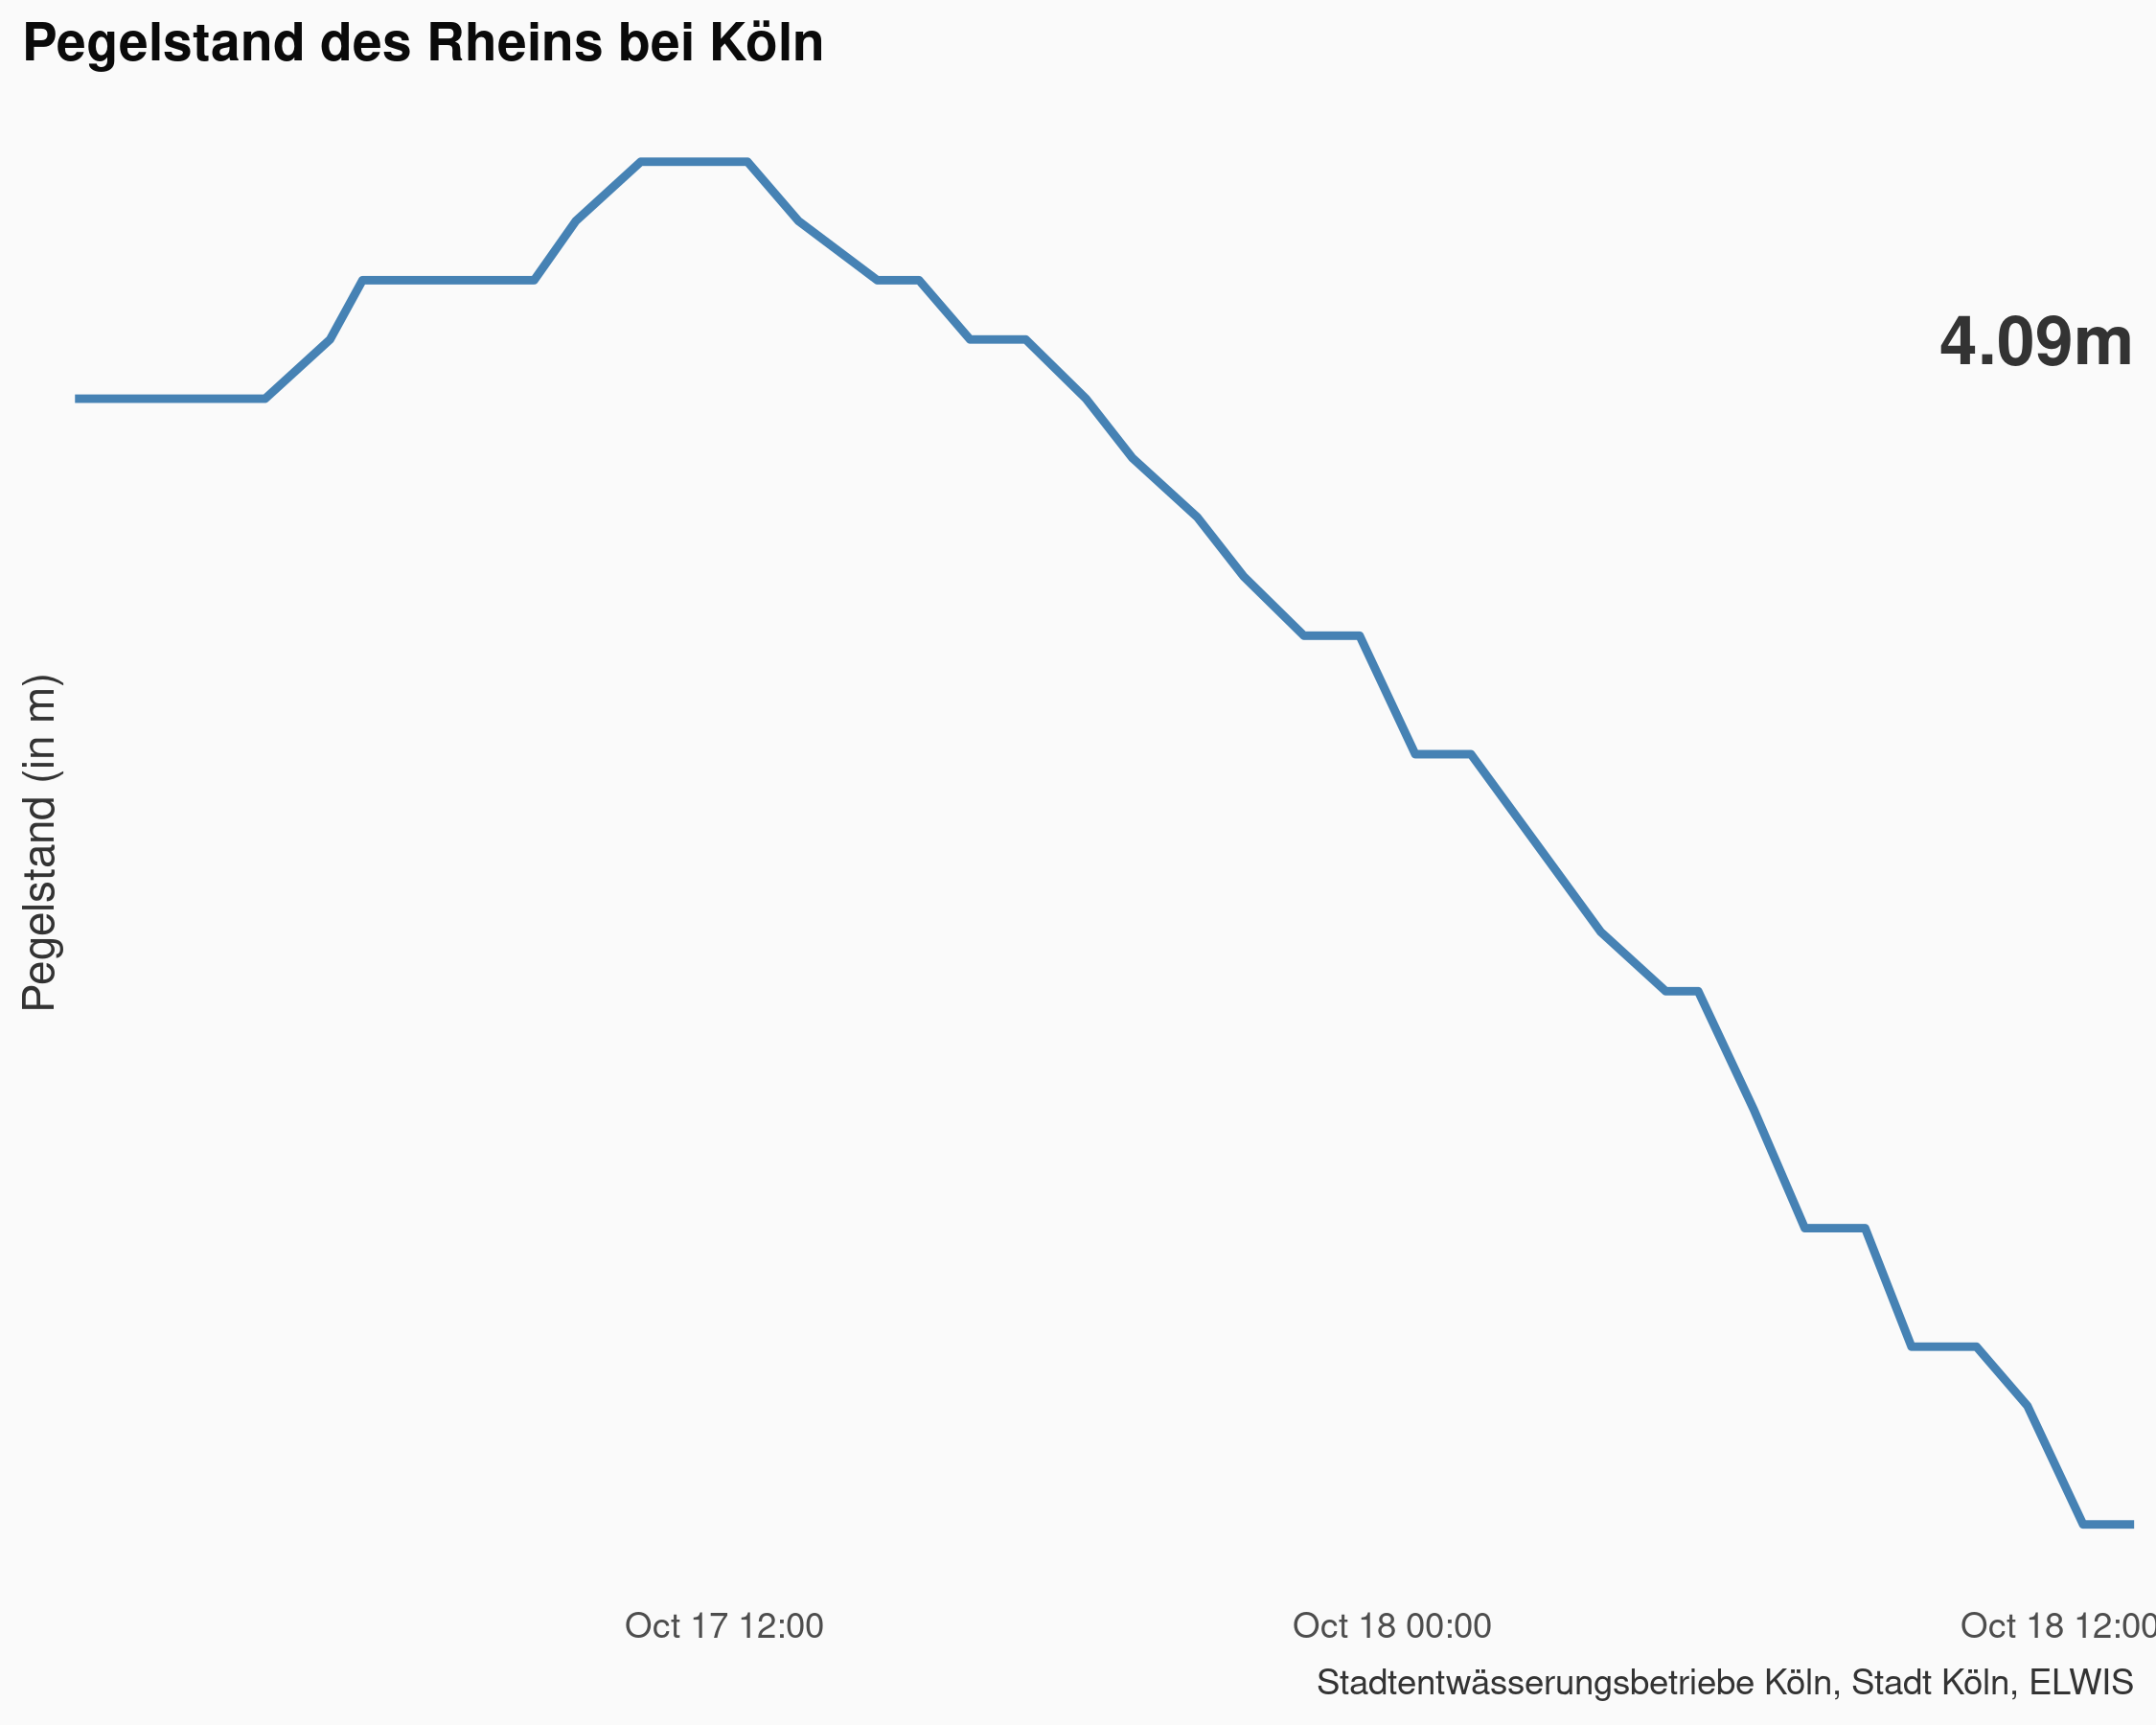 Pegelstand des Rheins bei Köln
4.09m
Pegelstand (in m)
Oct 17 12:00
Oct 18 00:00
Oct 18 12:00
Stadtentwässerungsbetriebe Köln, Stadt Köln, ELWIS